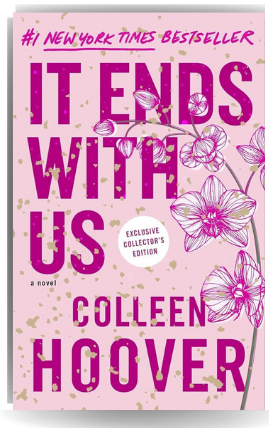 #1 NEW YORK TIMES BESTSELLER
IT ENDS
WITH
US
EXCLUSIVE
COLLECTOR'S
EDITION
a novel
COLLEEN
HOOVER